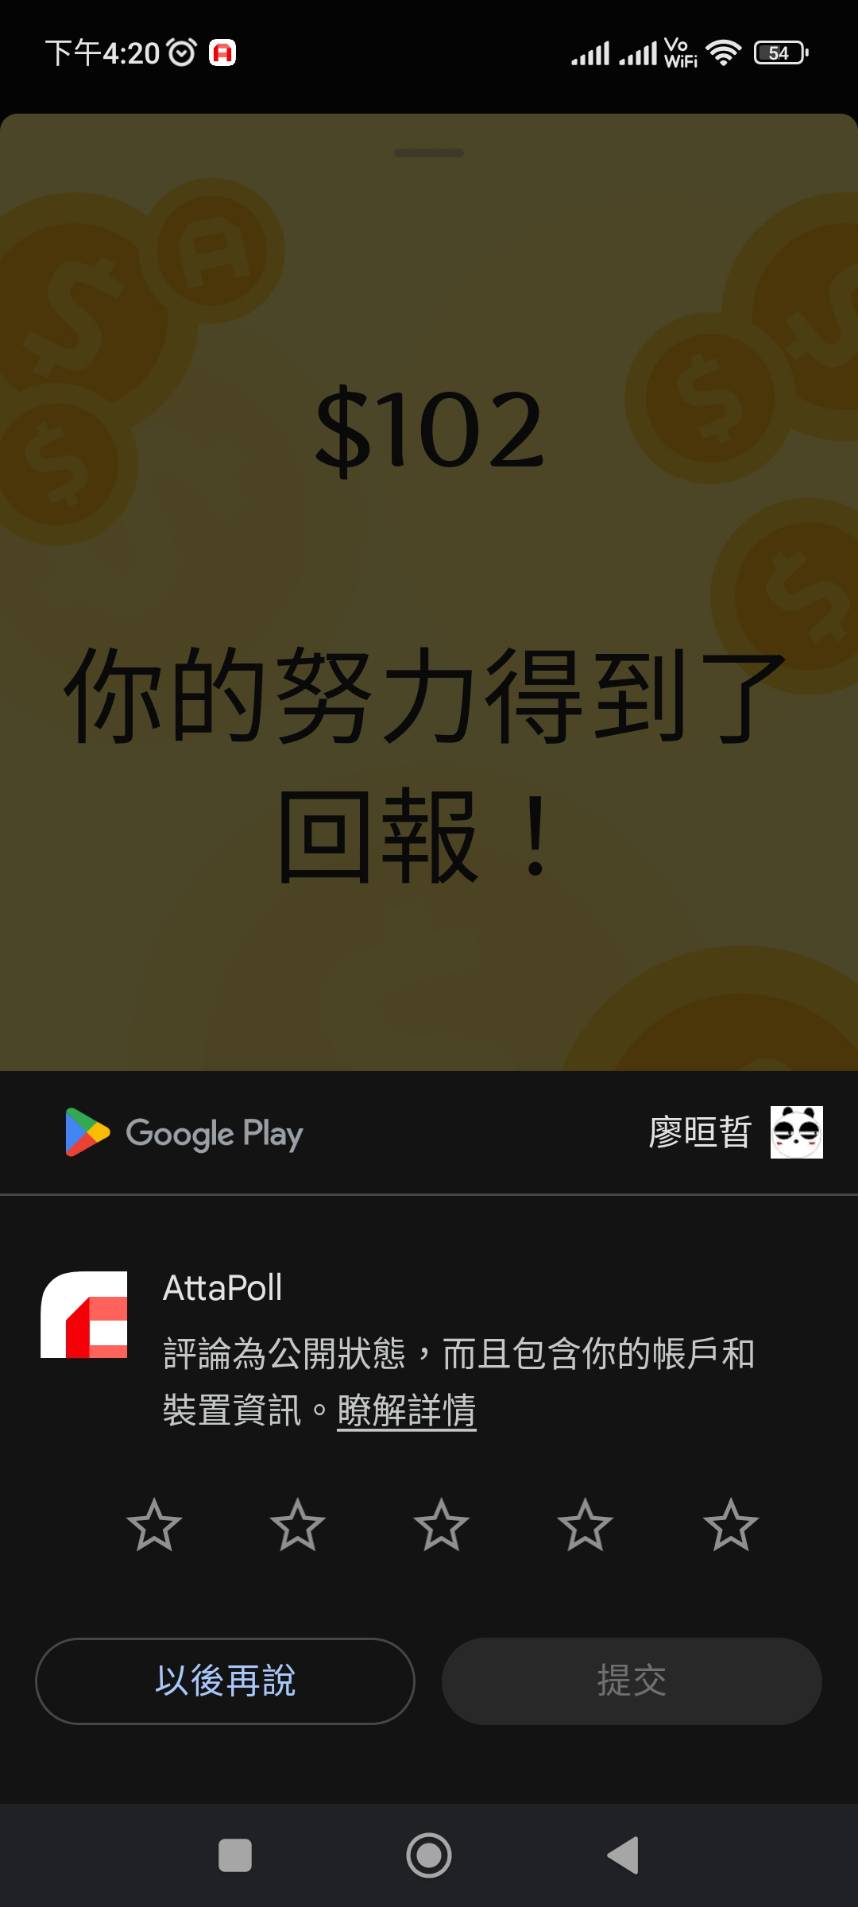 下午4:20
Vo
WiFi
54
$102
你的努力得到了
回報！
Google Play
廖晅哲
AttaPoll
評論為公開狀態，而且包含你的帳戶和
裝置資訊。瞭解詳情
以後再說
提交